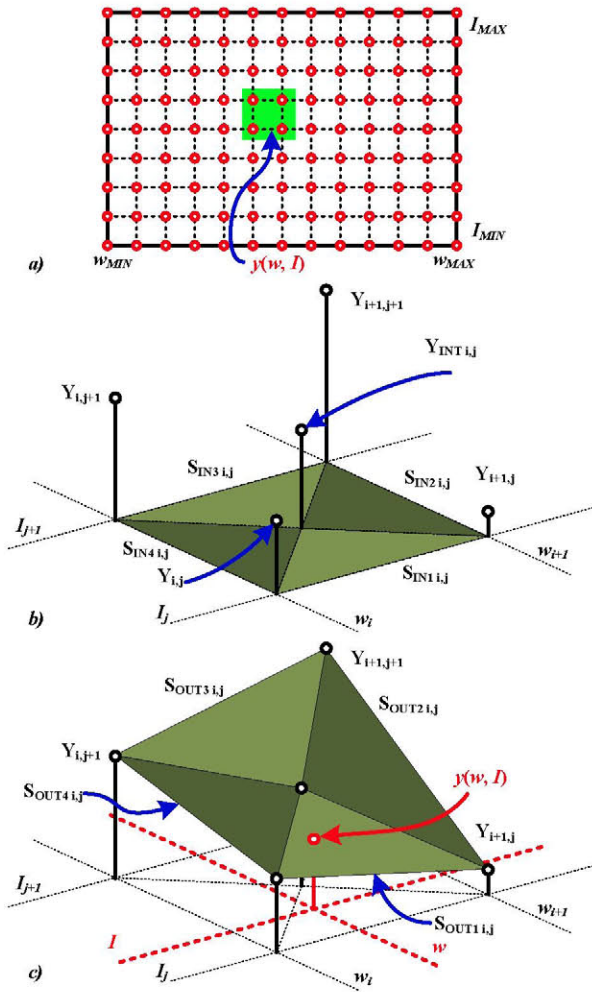 I_MAX
I_MIN
a)
w_MIN
y(w, I)
w_MAX
Y_i+1,j+1
Y_INT i,j
Y_i,j+1
S_IN3 i,j
S_IN2 i,j
Y_i+1,j
I_j+1
S_IN4 i,j
Y_i,j
S_IN1 i,j
w_i+1
b)
I_j
w_i
Y_i+1,j+1
S_OUT3 i,j
S_OUT2 i,j
Y_i,j+1
y(w, I)
S_OUT4 i,j
Y_i+1,j
I_j+1
w_i+1
S_OUT1 i,j
I
w
c)
I_j
w_i